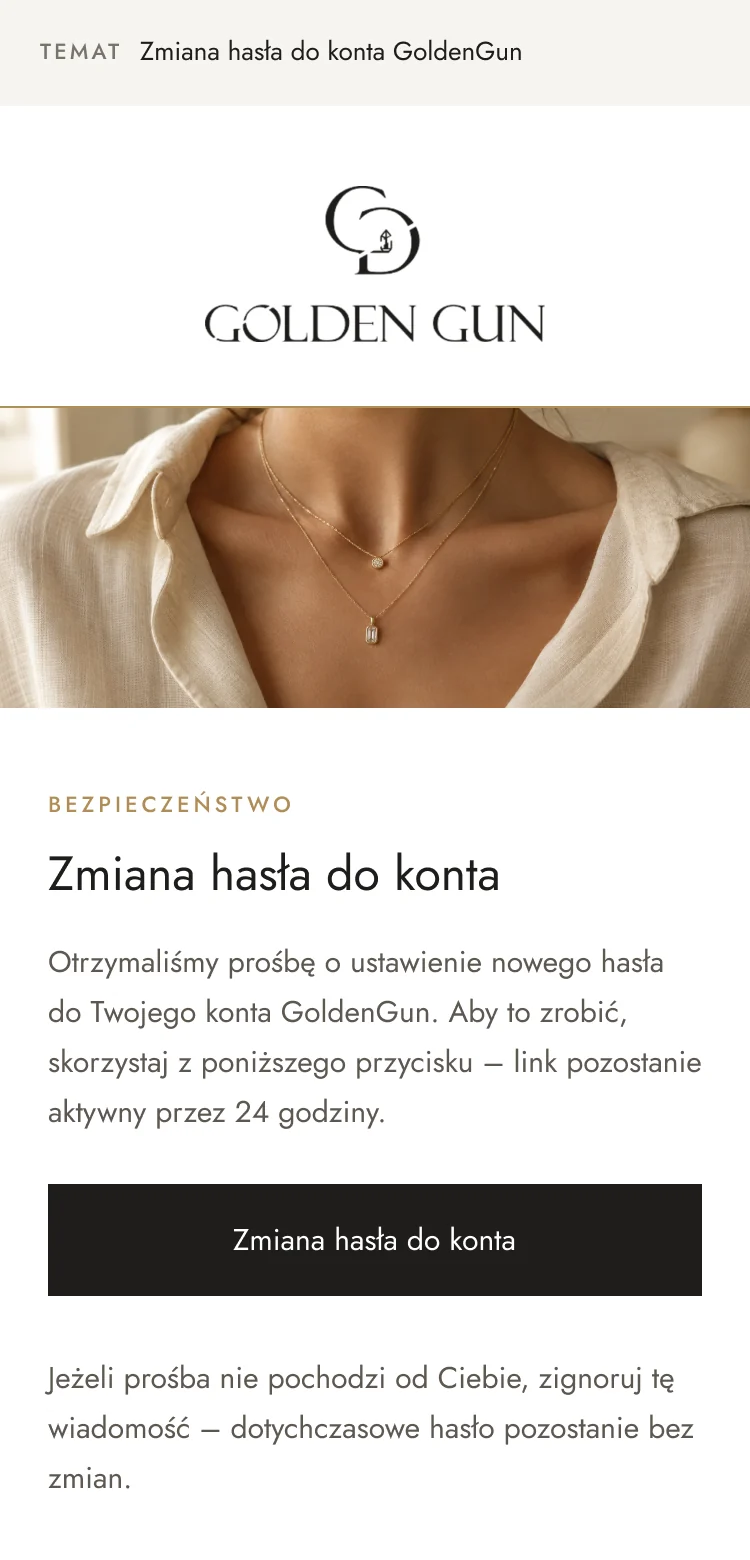 TEMAT Zmiana hasła do konta GoldenGun
GOLDEN GUN
BEZPIECZEŃSTWO
Zmiana hasła do konta
Otrzymaliśmy prośbę o ustawienie nowego hasła
do Twojego konta GoldenGun. Aby to zrobić,
skorzystaj z poniższego przycisku – link pozostanie
aktywny przez 24 godziny.
Zmiana hasła do konta
Jeżeli prośba nie pochodzi od Ciebie, zignoruj tę
wiadomość – dotychczasowe hasło pozostanie bez
zmian.